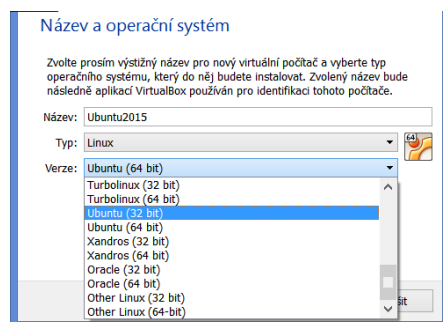 Název a operační systém
Zvolte prosím výstižný název pro nový virtuální počítač a vyberte typ
operačního systému, který do něj budete instalovat. Zvolený název bude
následně aplikací VirtualBox používán pro identifikaci tohoto počítače.
Název: Ubuntu2015
Typ: Linux 64
Verze: Ubuntu (64 bit)
Turbolinux (32 bit)
Turbolinux (64 bit)
Ubuntu (32 bit)
Ubuntu (64 bit)
Xandros (32 bit)
Xandros (64 bit)
Oracle (32 bit)
Oracle (64 bit)
Other Linux (32 bit)
Other Linux (64-bit)